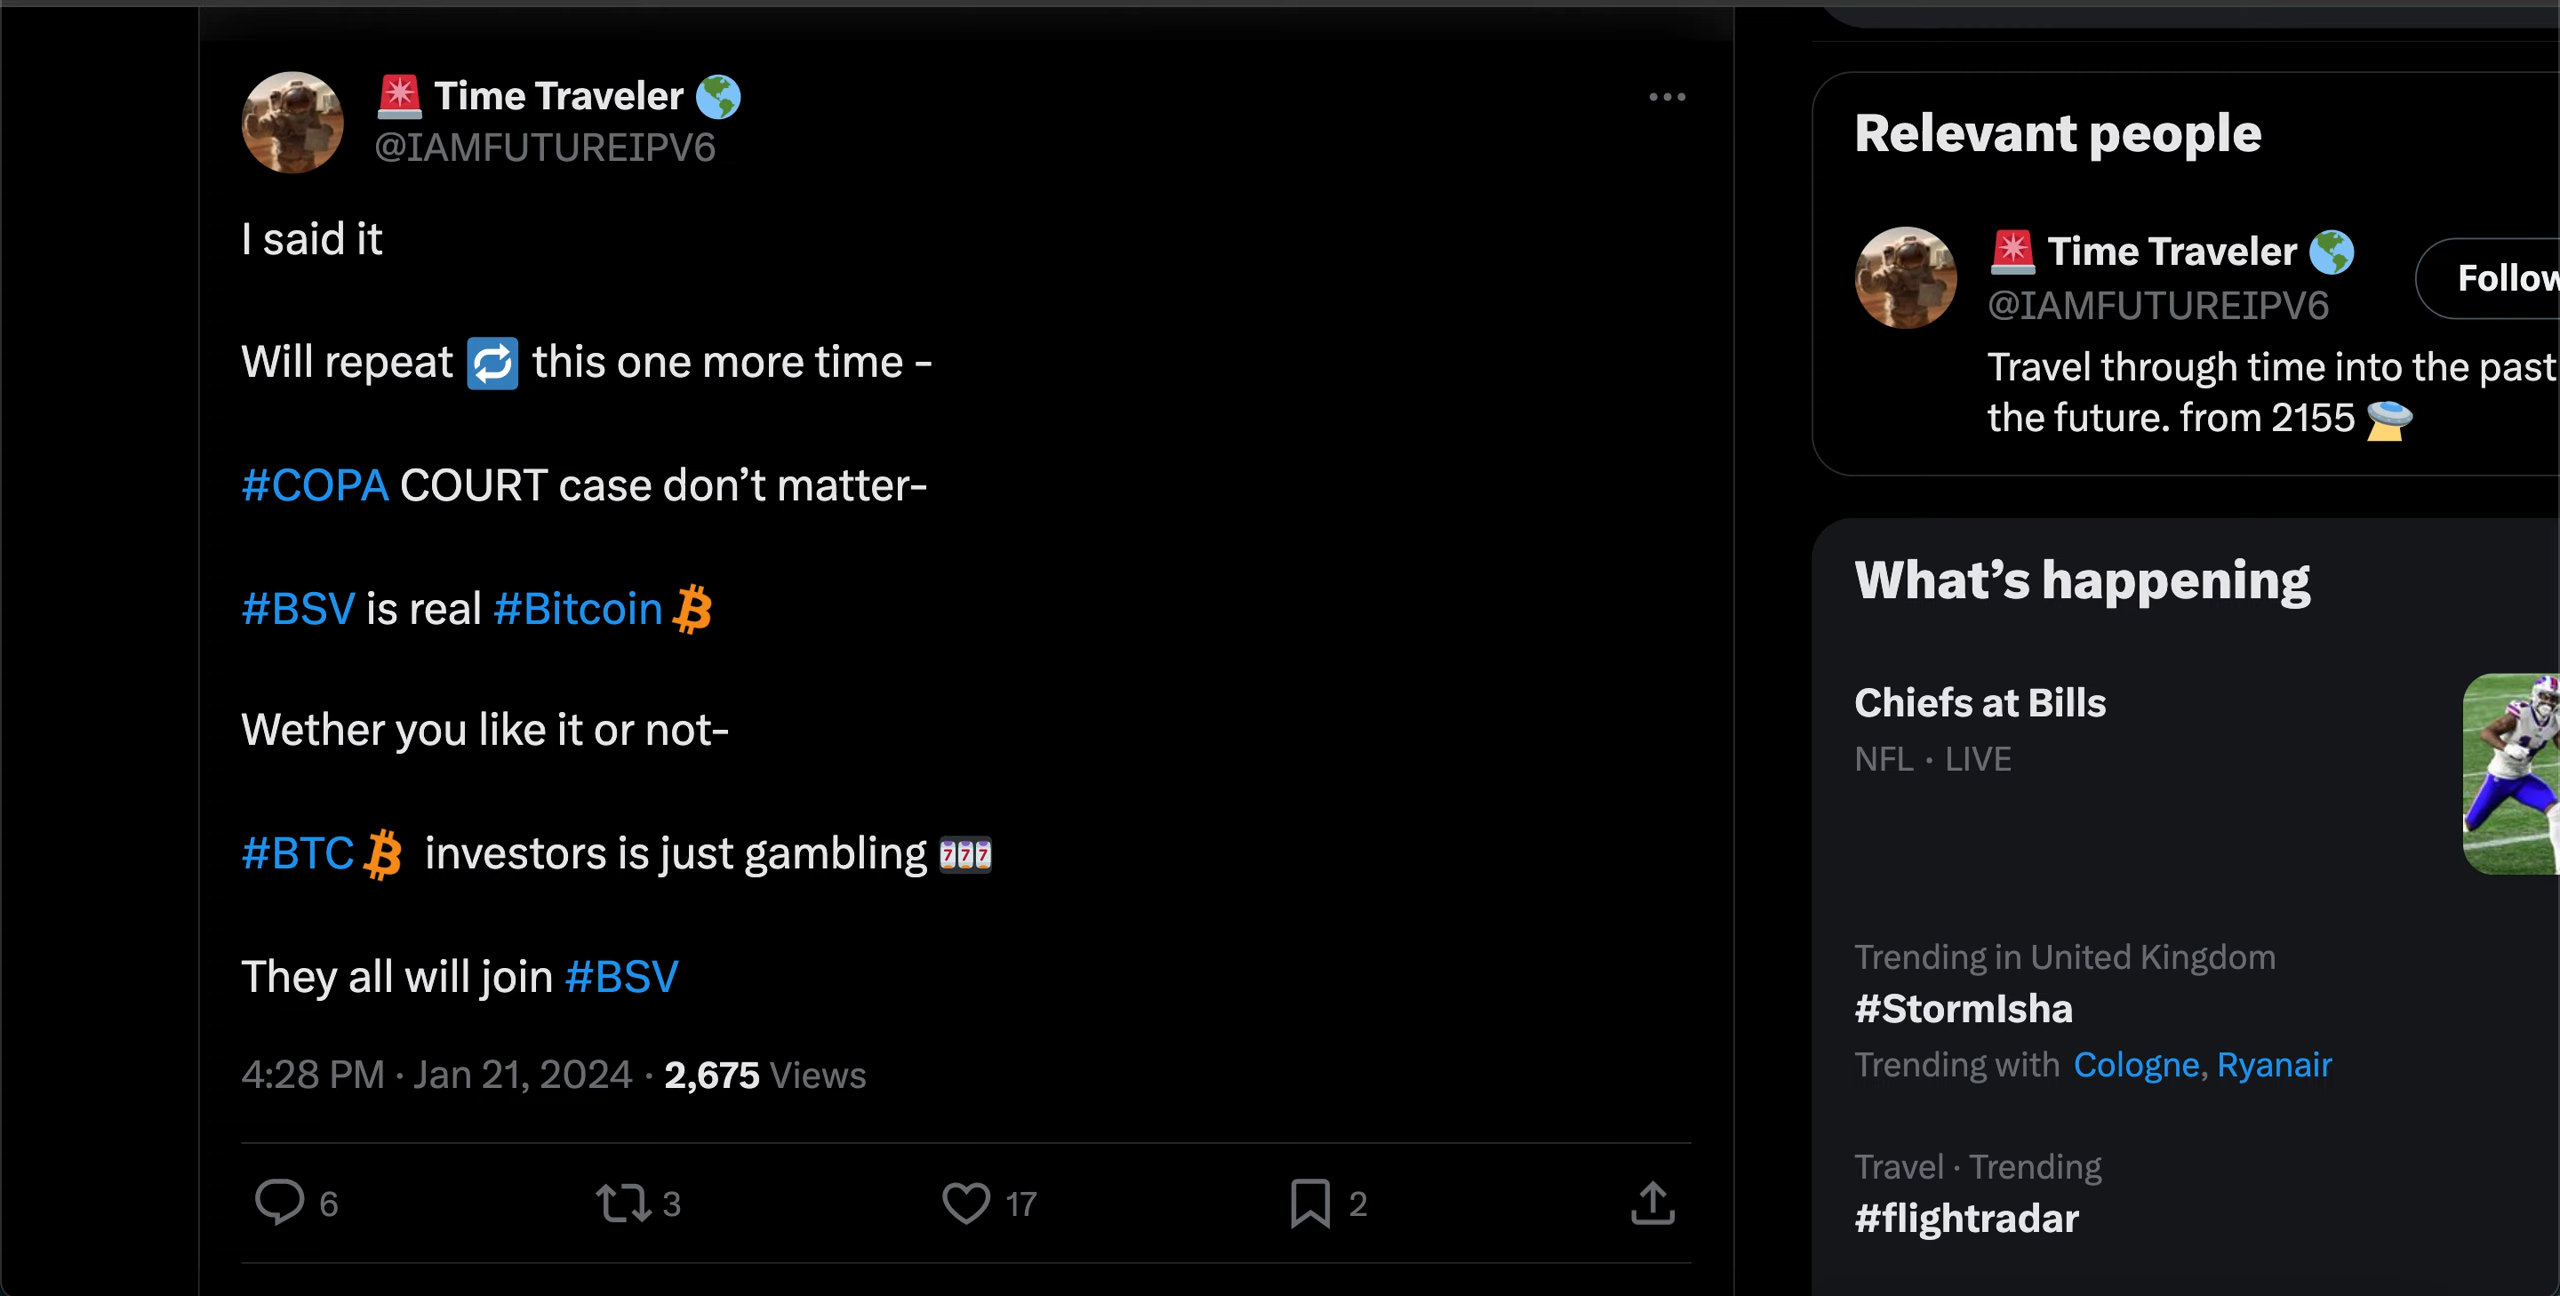 🚨 Time Traveler 🌎
@IAMFUTUREIPV6
I said it
Will repeat 🔁 this one more time -
#COPA COURT case don’t matter-
#BSV is real #Bitcoin
Wether you like it or not-
#BTC investors is just gambling 🎰
They all will join #BSV
4:28 PM · Jan 21, 2024 · 2,675 Views
6 3 17 2
Relevant people
🚨 Time Traveler 🌎
@IAMFUTUREIPV6
Follow
Travel through time into the past
the future. from 2155 🛸
What’s happening
Chiefs at Bills
NFL · LIVE
Trending in United Kingdom
#StormIsha
Trending with Cologne, Ryanair
Travel · Trending
#flightradar